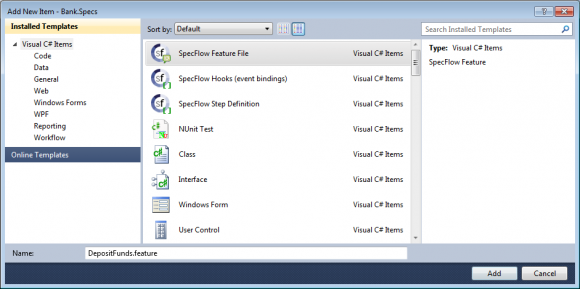 Add New Item - Bank.Specs
Installed Templates
Sort by: Default
Search Installed Templates
Visual C# Items
Code
Data
General
Web
Windows Forms
WPF
Reporting
Workflow
Online Templates
SpecFlow Feature File Visual C# Items
SpecFlow Hooks (event bindings) Visual C# Items
SpecFlow Step Definition Visual C# Items
NUnit Test Visual C# Items
Class Visual C# Items
Interface Visual C# Items
Windows Form Visual C# Items
User Control Visual C# Items
Type: Visual C# Items
SpecFlow Feature
Name: DepositFunds.feature
Add Cancel